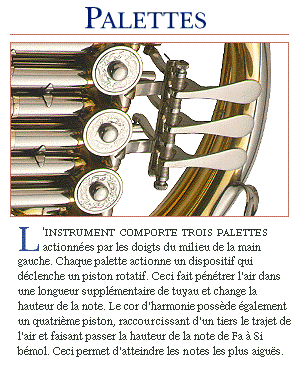 PALETTES
L'INSTRUMENT COMPORTE TROIS PALETTES
actionnées par les doigts du milieu de la main
gauche. Chaque palette actionne un dispositif qui
déclenche un piston rotatif. Ceci fait pénétrer l'air dans
une longueur supplémentaire de tuyau et change la
hauteur de la note. Le cor d'harmonie possède également
un quatrième piston, raccourcissant d'un tiers le trajet de
l'air et faisant passer la hauteur de la note de Fa à Si
bémol. Ceci permet d'atteindre les notes les plus aiguës.